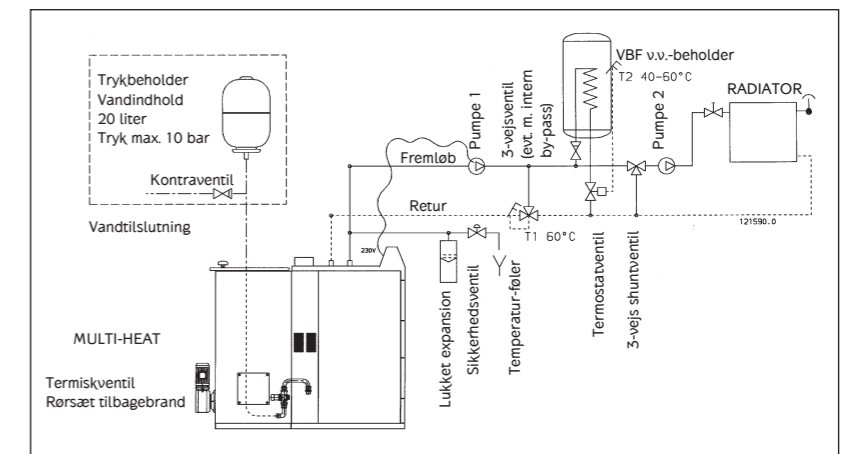 Trykbeholder
Vandindhold
20 liter
Tryk max. 10 bar
Kontraventil
Vandtilslutning
MULTI-HEAT
Termiskventil
Rørsæt tilbagebrand
230V
Fremløb
Retur
Pumpe 1
3-vejsventil
(evt. m. intern
by-pass)
VBF v.v.-beholder
T2 40-60°C
Pumpe 2
RADIATOR
T1 60°C
121590.0
Lukket expansion
Sikkerhedsventil
Temperatur-føler
Termostatventil
3-vejs shuntventil